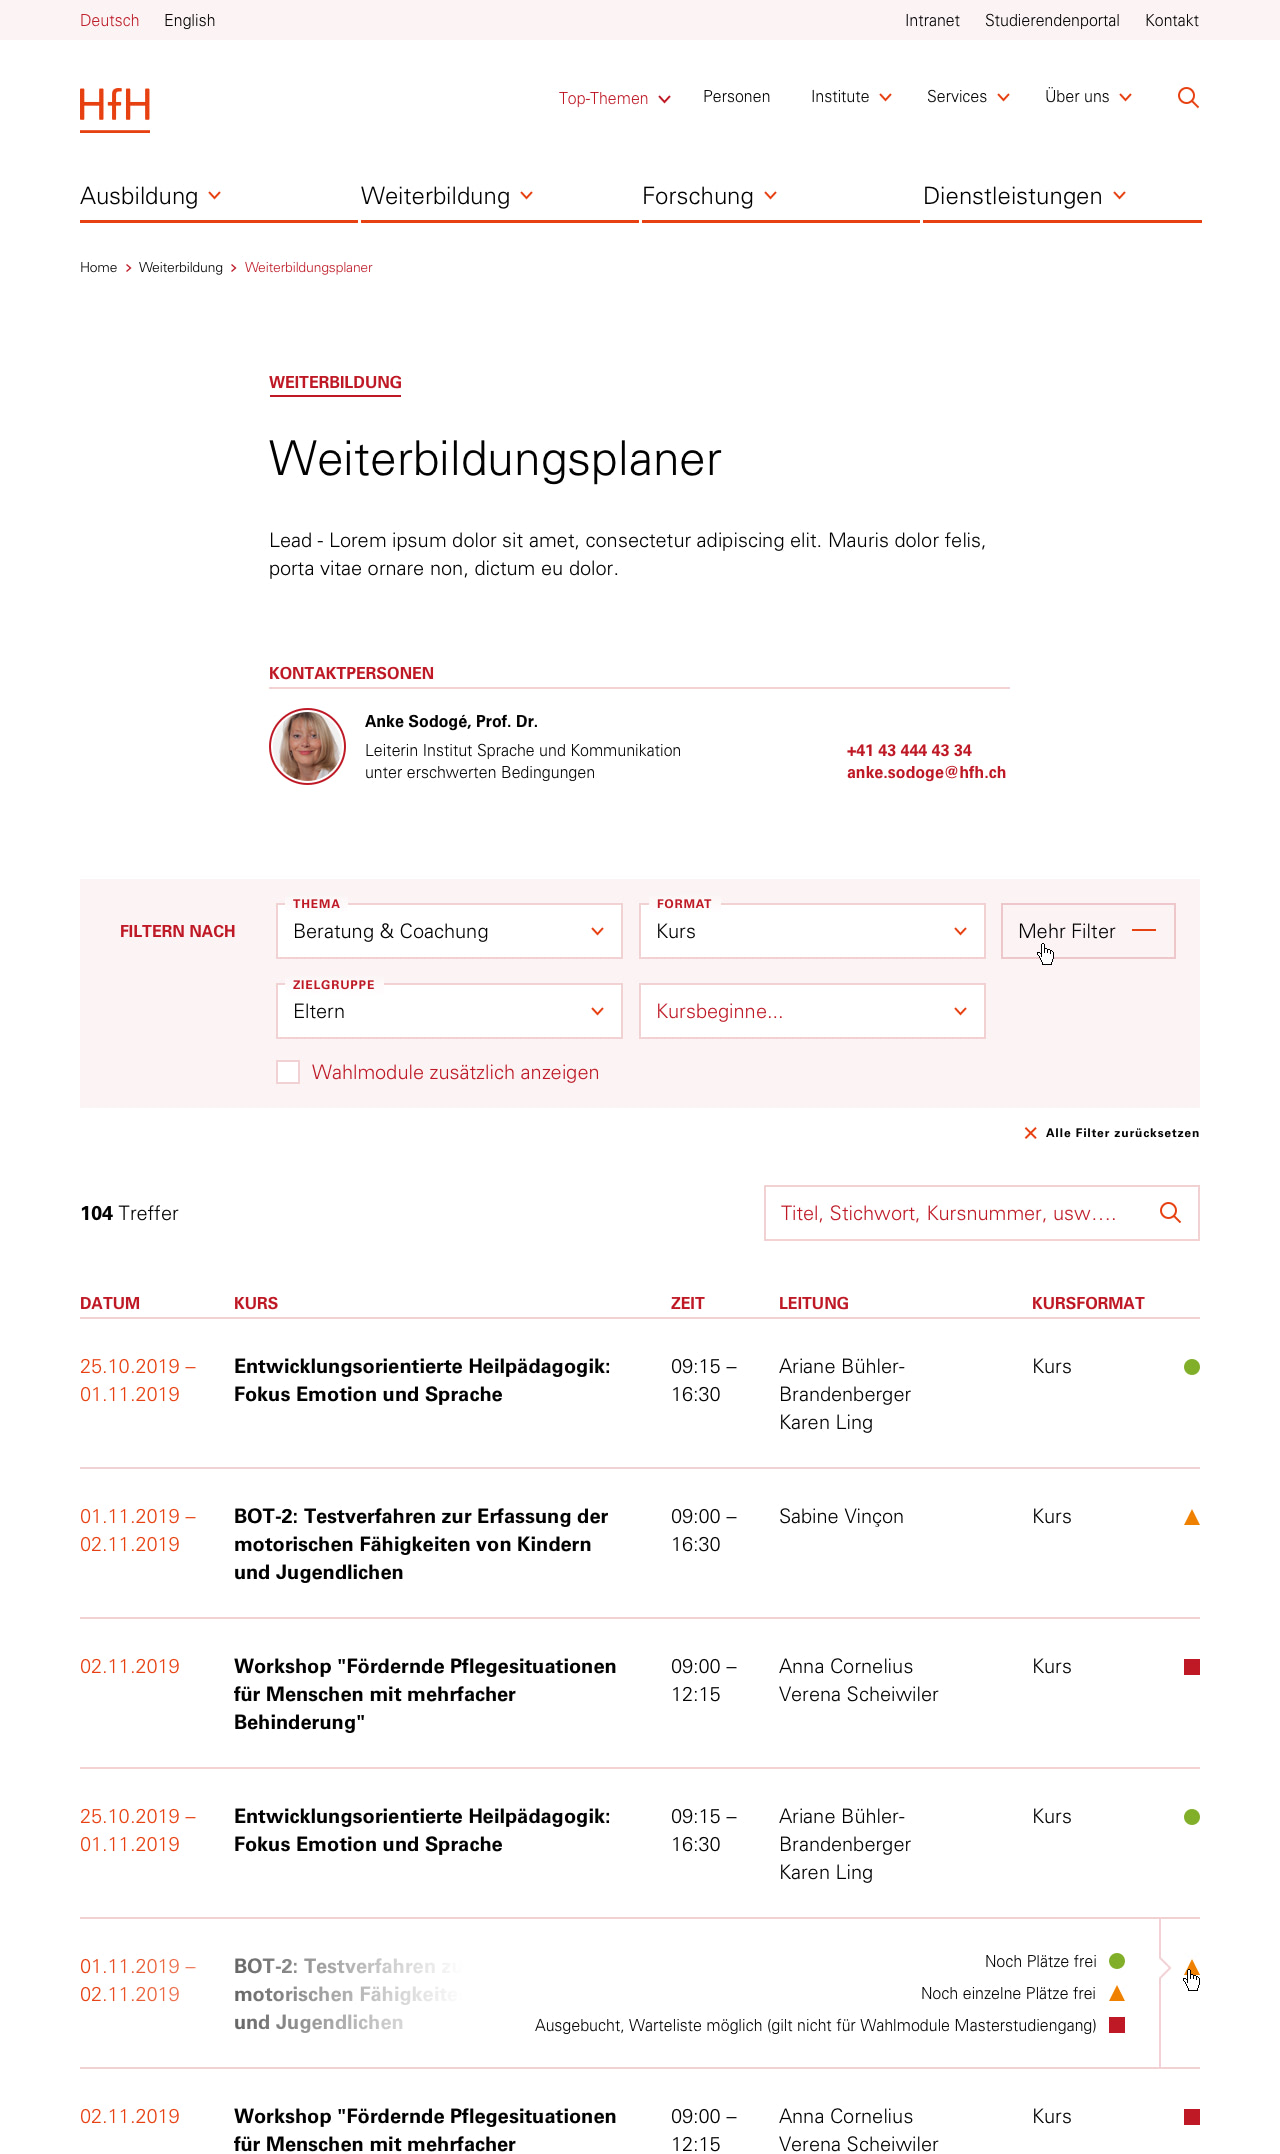 Deutsch English Intranet Studierendenportal Kontakt
HfH Top-Themen Personen Institute Services Über uns
Ausbildung Weiterbildung Forschung Dienstleistungen
Home Weiterbildung Weiterbildungsplaner
WEITERBILDUNG
Weiterbildungsplaner
Lead - Lorem ipsum dolor sit amet, consectetur adipiscing elit. Mauris dolor felis,
porta vitae ornare non, dictum eu dolor.
KONTAKTPERSONEN
Anke Sodogé, Prof. Dr.
Leiterin Institut Sprache und Kommunikation +41 43 444 43 34
unter erschwerten Bedingungen anke.sodoge@hfh.ch
THEMA FORMAT
FILTERN NACH Beratung & Coachung Kurs Mehr Filter
ZIELGRUPPE
Eltern Kursbeginne...
Wahlmodule zusätzlich anzeigen
Alle Filter zurücksetzen
104 Treffer Titel, Stichwort, Kursnummer, usw....
DATUM KURS ZEIT LEITUNG KURSFORMAT
25.10.2019 – Entwicklungsorientierte Heilpädagogik: 09:15 – Ariane Bühler- Kurs
01.11.2019 Fokus Emotion und Sprache 16:30 Brandenberger
Karen Ling
01.11.2019 – BOT-2: Testverfahren zur Erfassung der 09:00 – Sabine Vinçon Kurs
02.11.2019 motorischen Fähigkeiten von Kindern 16:30
und Jugendlichen
02.11.2019 Workshop "Fördernde Pflegesituationen 09:00 – Anna Cornelius Kurs
für Menschen mit mehrfacher 12:15 Verena Scheiwiler
Behinderung"
25.10.2019 – Entwicklungsorientierte Heilpädagogik: 09:15 – Ariane Bühler- Kurs
01.11.2019 Fokus Emotion und Sprache 16:30 Brandenberger
Karen Ling
01.11.2019 – BOT-2: Testverfahren Noch Plätze frei
02.11.2019 motorischen Noch einzelne Plätze frei
und Jugendlichen Ausgebucht, Warteliste möglich (gilt nicht für Wahlmodule Masterstudiengang)
02.11.2019 Workshop "Fördernde Pflegesituationen 09:00 – Anna Cornelius Kurs
für Menschen mit mehrfacher 12:15 Verena Scheiwiler